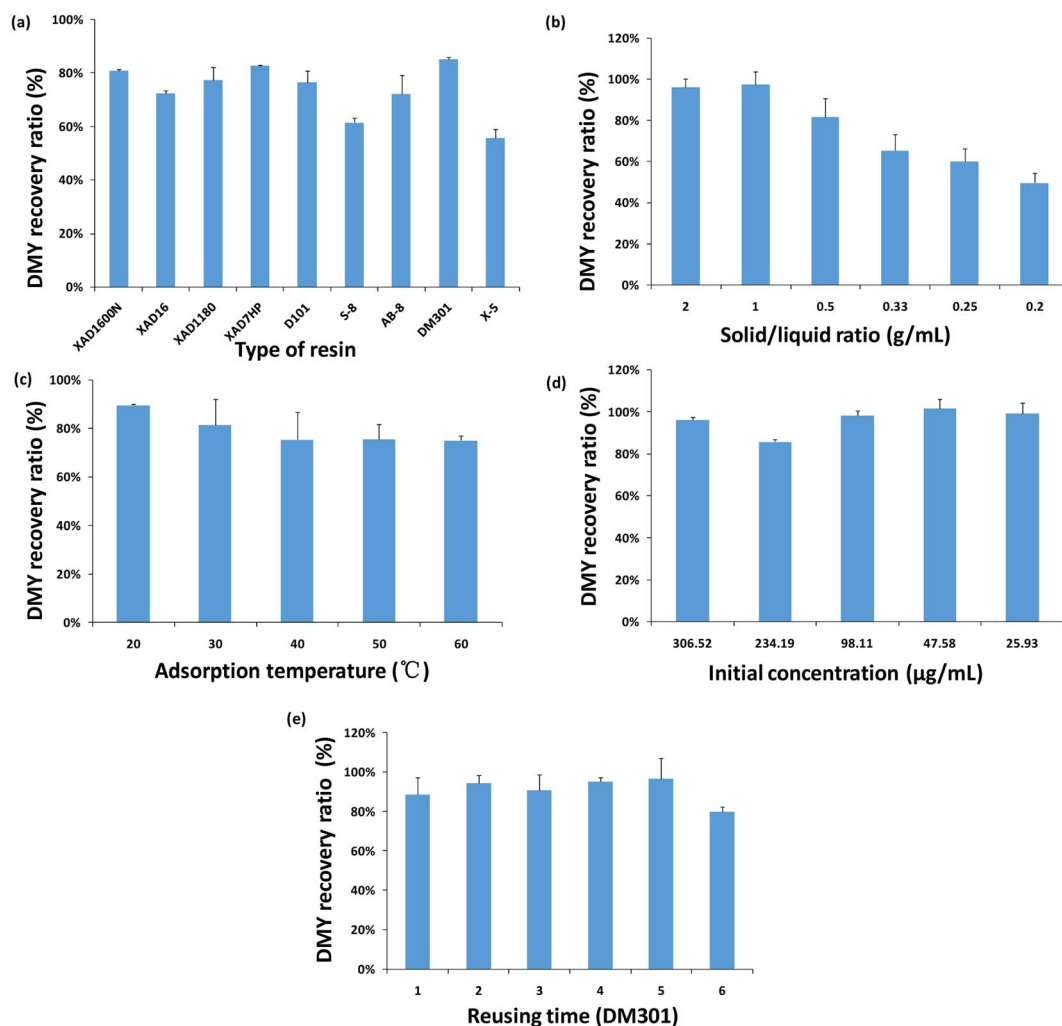 (a)
DMY recovery ratio (%)
100%
80%
60%
40%
20%
0%
XAD1600N
XAD16
XAD1180
XAD7HP
D101
S-8
AB-8
DM301
X-5
Type of resin
(b)
DMY recovery ratio (%)
120%
100%
80%
60%
40%
20%
0%
2 1 0.5 0.33 0.25 0.2
Solid/liquid ratio (g/mL)
(c)
DMY recovery ratio (%)
100%
80%
60%
40%
20%
0%
20 30 40 50 60
Adsorption temperature (℃)
(d)
DMY recovery ratio (%)
120%
100%
80%
60%
40%
20%
0%
306.52 234.19 98.11 47.58 25.93
Initial concentration (μg/mL)
(e)
DMY recovery ratio (%)
120%
100%
80%
60%
40%
20%
0%
1 2 3 4 5 6
Reusing time (DM301)